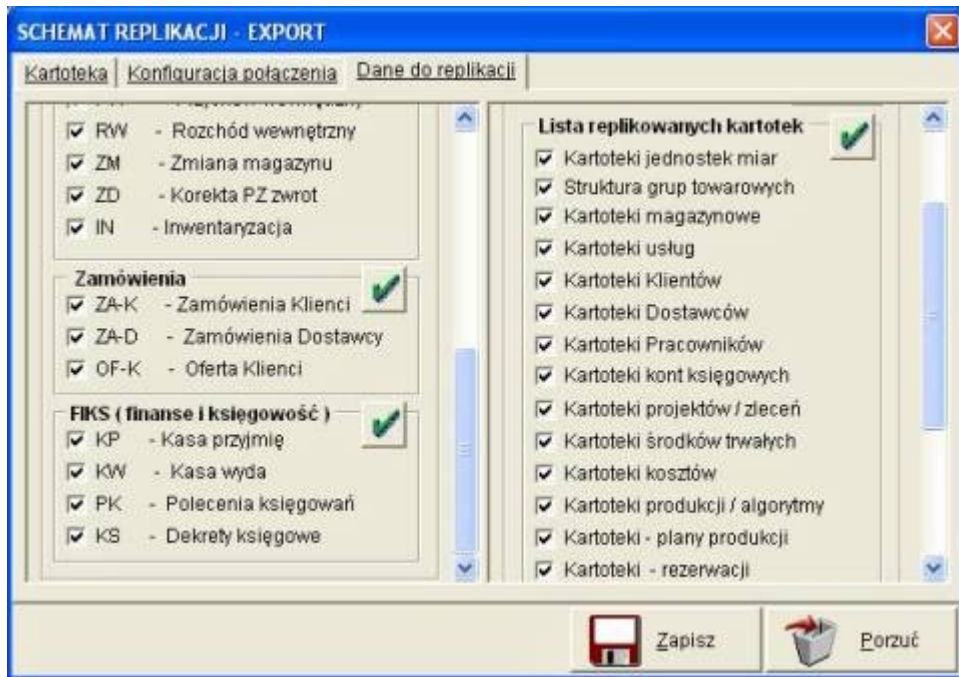 SCHEMAT REPLIKACJI - EXPORT
Kartoteka Konfiguracja połączenia Dane do replikacji
RW - Rozchód wewnętrzny
ZM - Zmiana magazynu
ZD - Korekta PZ zwrot
IN - Inwentaryzacja
Zamówienia
ZA-K - Zamówienia Klienci
ZA-D - Zamówienia Dostawcy
OF-K - Oferta Klienci
FIKS ( finanse i księgowość )
KP - Kasa przyjmię
KW - Kasa wyda
PK - Polecenia księgowań
KS - Dekrety księgowe
Lista replikowanych kartotek
Kartoteki jednostek miar
Struktura grup towarowych
Kartoteki magazynowe
Kartoteki usług
Kartoteki Klientów
Kartoteki Dostawców
Kartoteki Pracowników
Kartoteki kont księgowych
Kartoteki projektów / zleceń
Kartoteki środków trwałych
Kartoteki kosztów
Kartoteki produkcji / algorytmy
Kartoteki - plany produkcji
Kartoteki - rezerwacji
Zapisz
Porzuć